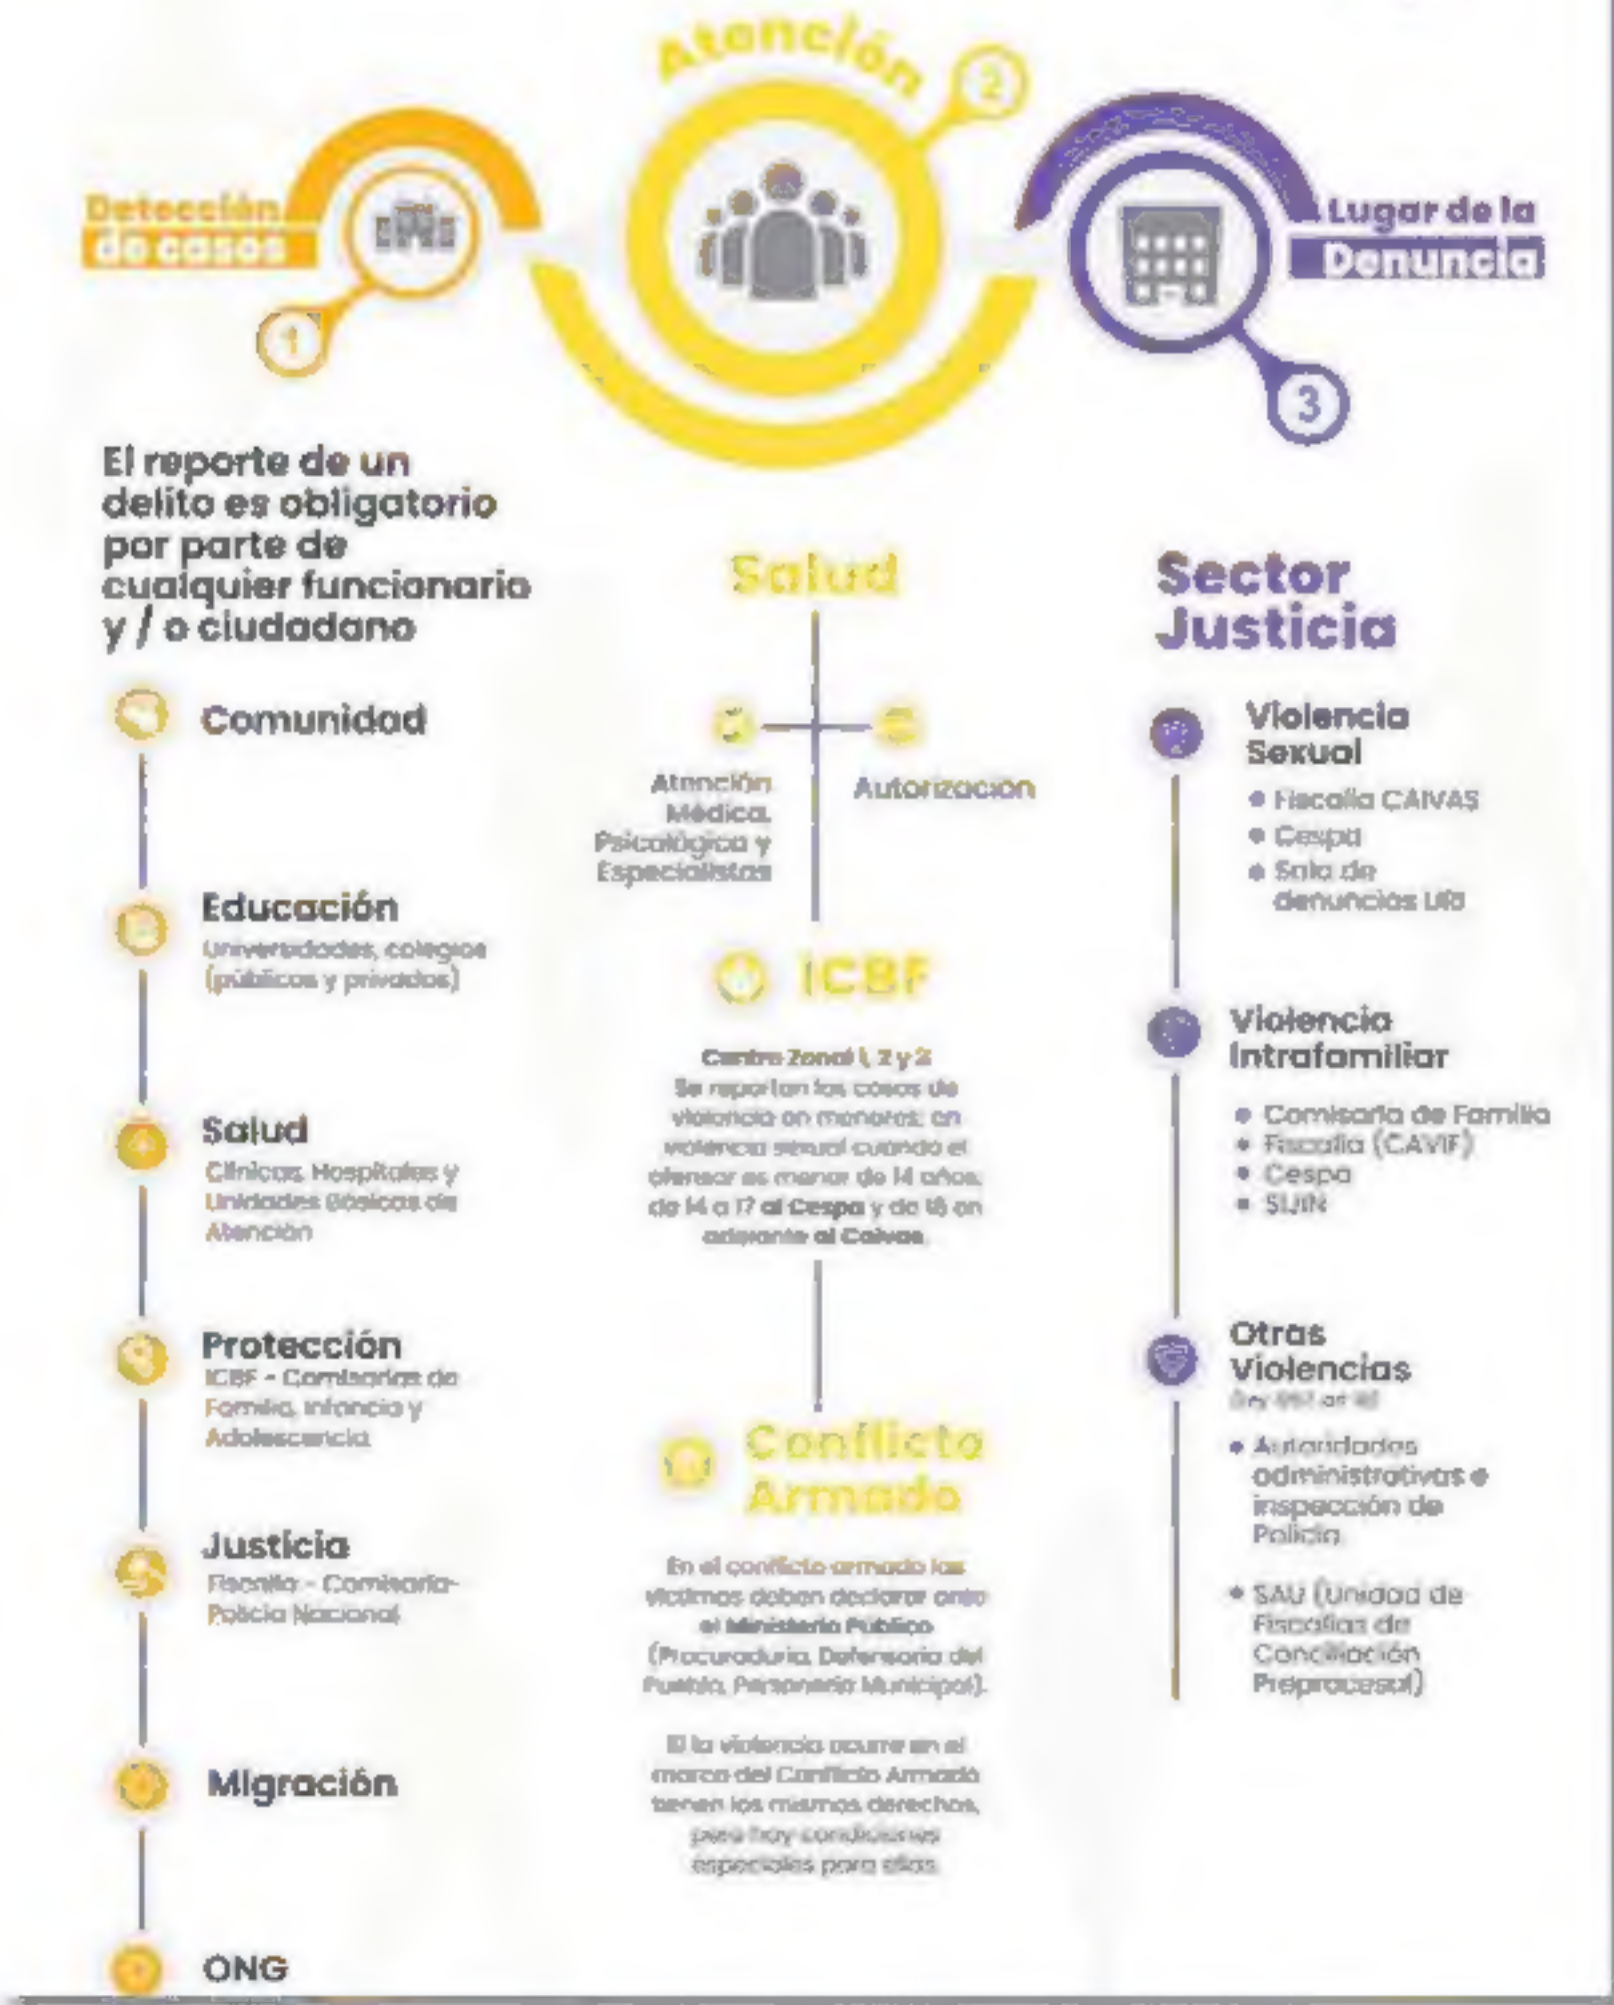 Atención
2
Detección
de casos
1
Lugar de la
Denuncia
3
El reporte de un
delito es obligatorio
por parte de
cualquier funcionario
y / o ciudadano
Comunidad
Educación
Universidades, colegios
(públicos y privados)
Salud
Clínicas, Hospitales y
Unidades Básicas de
Atención
Protección
ICBF - Comisarías de
Familia, Infancia y
Adolescencia
Justicia
Fiscalía - Comisaría-
Policía Nacional
Migración
ONG
Salud
Atención
Médica,
Psicológica y
Especialistas
Autorización
ICBF
Centro Zonal 1, 2 y
Se reportan los casos de
violencia en menores; en
violencia sexual cuando el
ofensor es menor de 14 años,
de 14 a 17 al Cespa y de 18 en
adelante al Caivas.
Conflicto
Armado
En el conflicto armado las
víctimas deben declarar ante
el Ministerio Público
(Procuraduría, Defensoría del
Pueblo, Personería Municipal).
la violencia ocurre en el
marco del Conflicto Armado
tienen los mismos derechos,
pero hay condiciones
especiales para ellas.
Sector
Justicia
Violencia
Sexual
• Fiscalía CAIVAS
• Cespa
• Sala de
denuncias URI
Violencia
Intrafamiliar
• Comisaría de Familia
• Fiscalía (CAVIF)
• Cespa
• SIJIN
Otras
Violencias
• Autoridades
administrativas e
inspección de
Policía.
• SAU (Unidad de
Fiscalías de
Conciliación
Preprocesal)